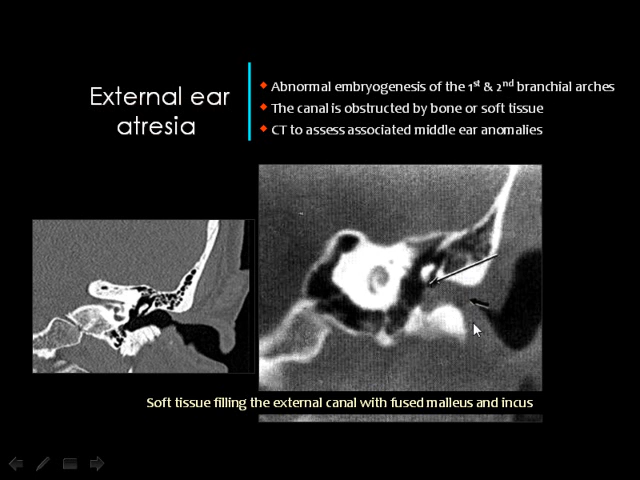 External ear
atresia
Abnormal embryogenesis of the 1st & 2nd branchial arches
The canal is obstructed by bone or soft tissue
CT to assess associated middle ear anomalies
Soft tissue filling the external canal with fused malleus and incus